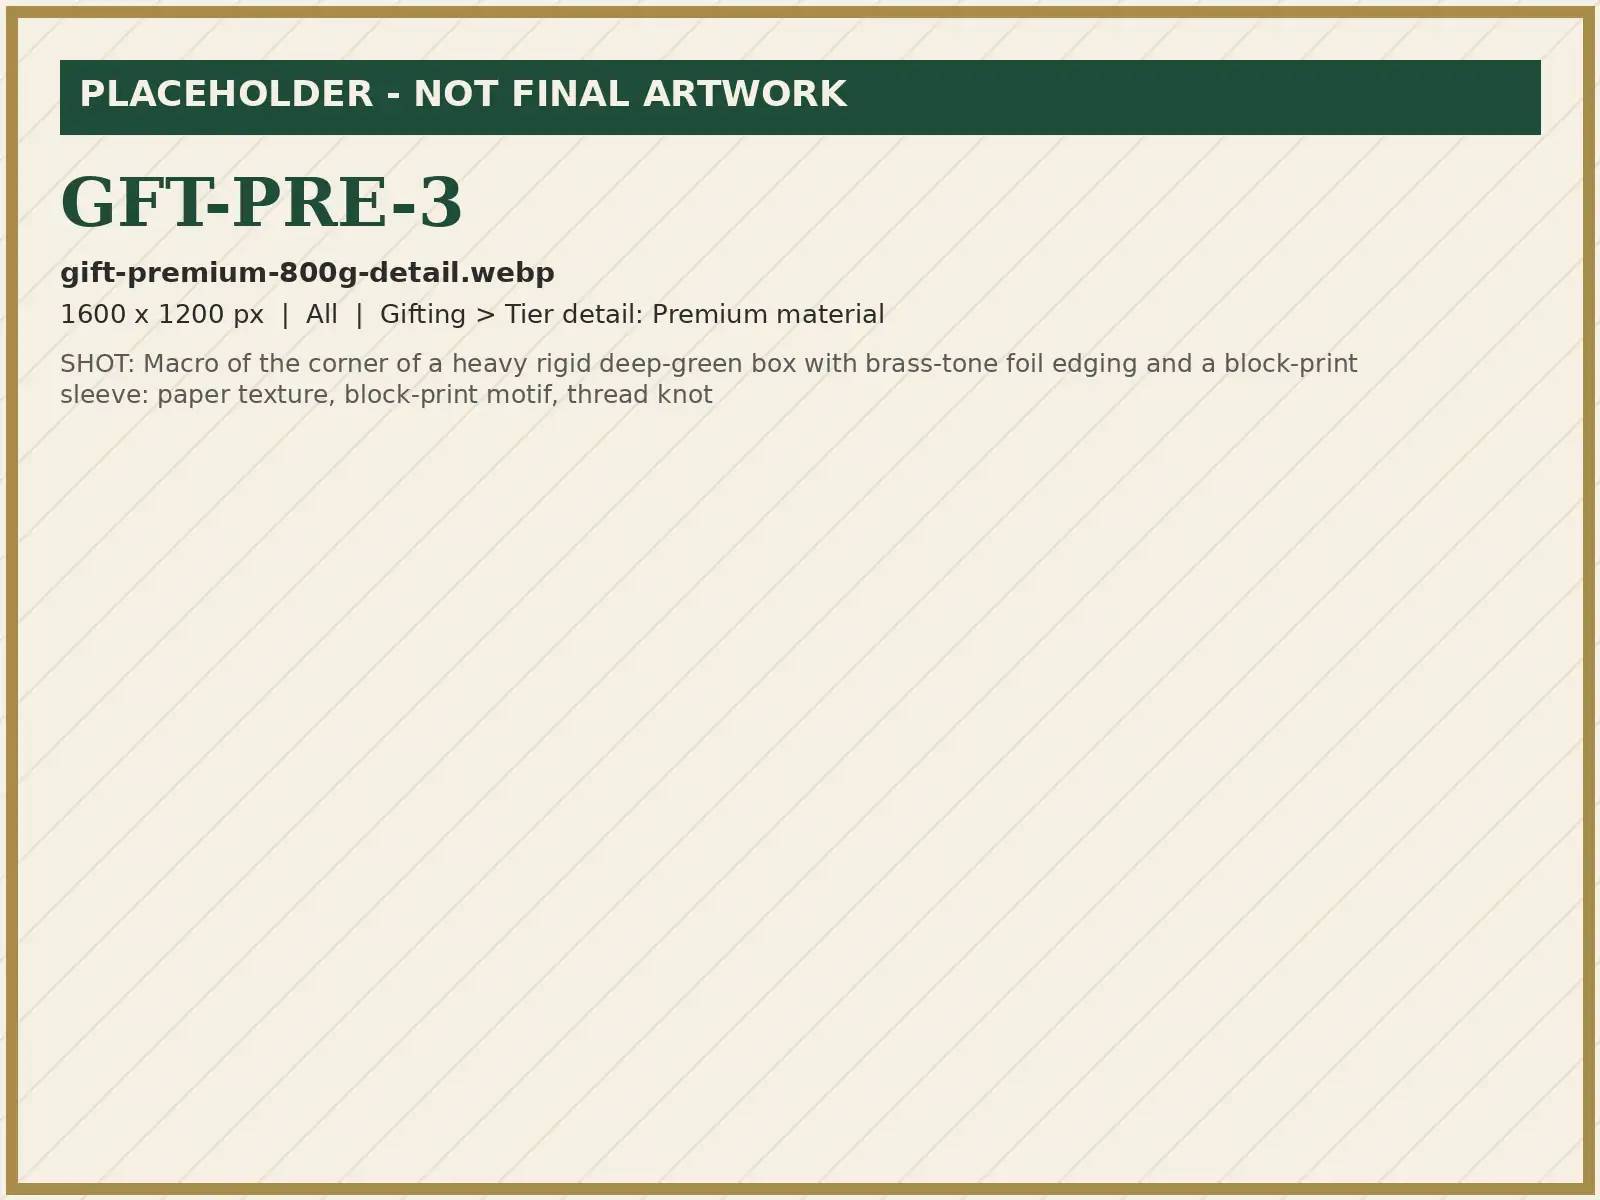 PLACEHOLDER - NOT FINAL ARTWORK
GFT-PRE-3
gift-premium-800g-detail.webp
1600 x 1200 px | All | Gifting > Tier detail: Premium material
SHOT: Macro of the corner of a heavy rigid deep-green box with brass-tone foil edging and a block-print
sleeve: paper texture, block-print motif, thread knot